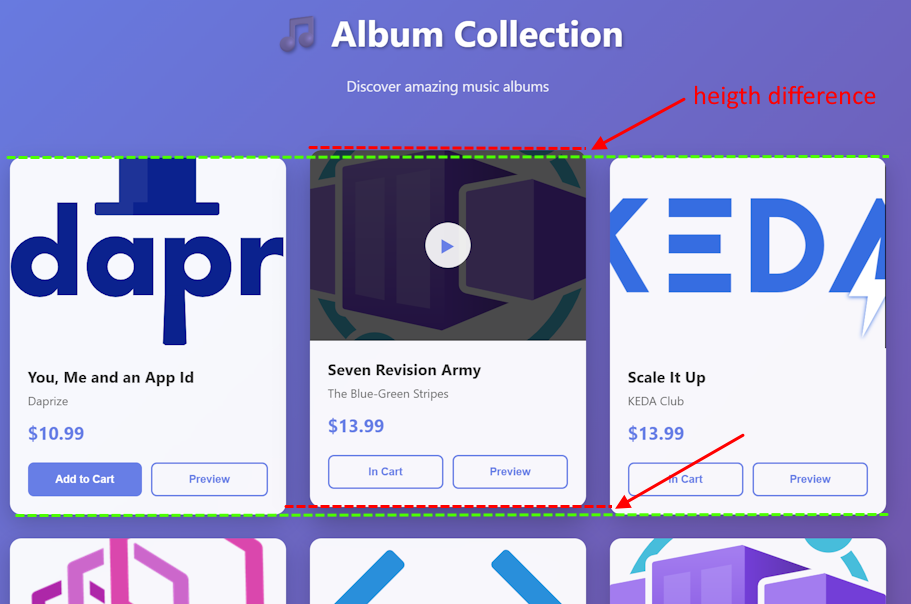 Album Collection
Discover amazing music albums
heigth difference
dapr
KEDA
You, Me and an App Id
Daprize
$10.99
Add to Cart
Preview
Seven Revision Army
The Blue-Green Stripes
$13.99
In Cart
Preview
Scale It Up
KEDA Club
$13.99
In Cart
Preview